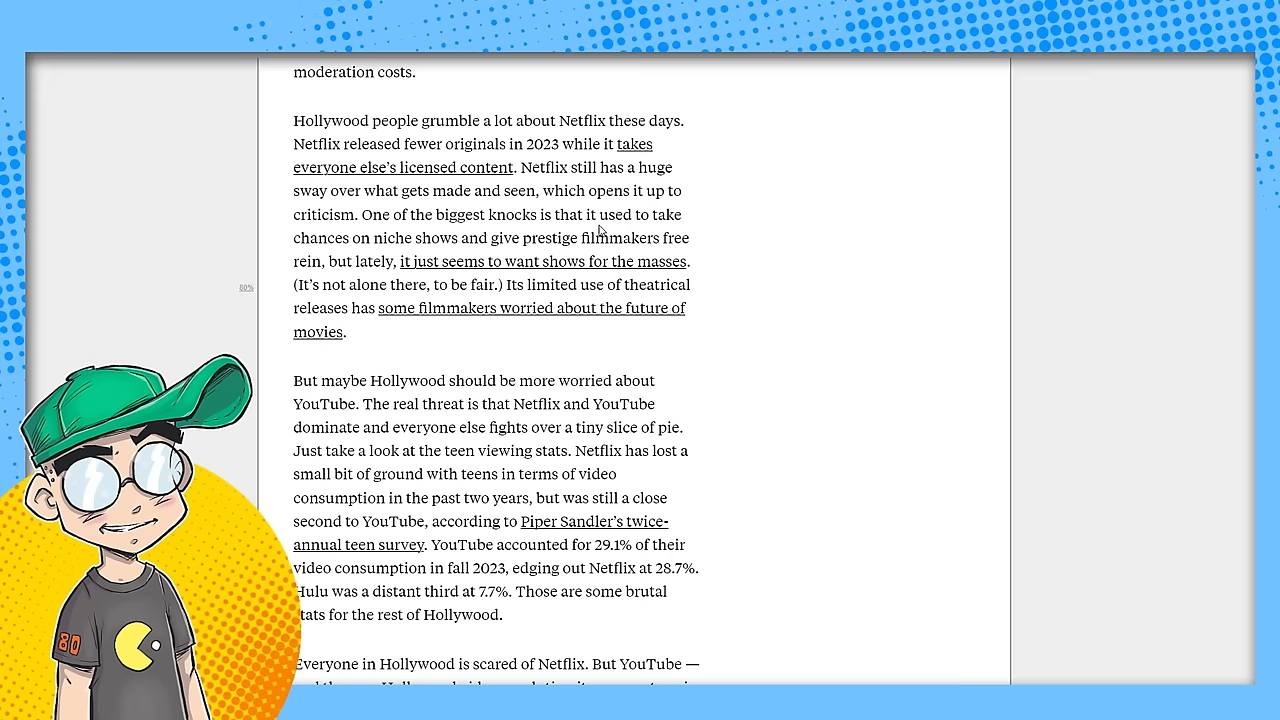 moderation costs.
Hollywood people grumble a lot about Netflix these days.
Netflix released fewer originals in 2023 while it takes
everyone else’s licensed content. Netflix still has a huge
sway over what gets made and seen, which opens it up to
criticism. One of the biggest knocks is that it used to take
chances on niche shows and give prestige filmmakers free
rein, but lately, it just seems to want shows for the masses.
(It’s not alone there, to be fair.) Its limited use of theatrical
80%
releases has some filmmakers worried about the future of
movies.
But maybe Hollywood should be more worried about
YouTube. The real threat is that Netflix and YouTube
dominate and everyone else fights over a tiny slice of pie.
Just take a look at the teen viewing stats. Netflix has lost a
small bit of ground with teens in terms of video
consumption in the past two years, but was still a close
second to YouTube, according to Piper Sandler’s twice-
annual teen survey. YouTube accounted for 29.1% of their
video consumption in fall 2023, edging out Netflix at 28.7%.
Hulu was a distant third at 7.7%. Those are some brutal
stats for the rest of Hollywood.
Everyone in Hollywood is scared of Netflix. But YouTube —
80